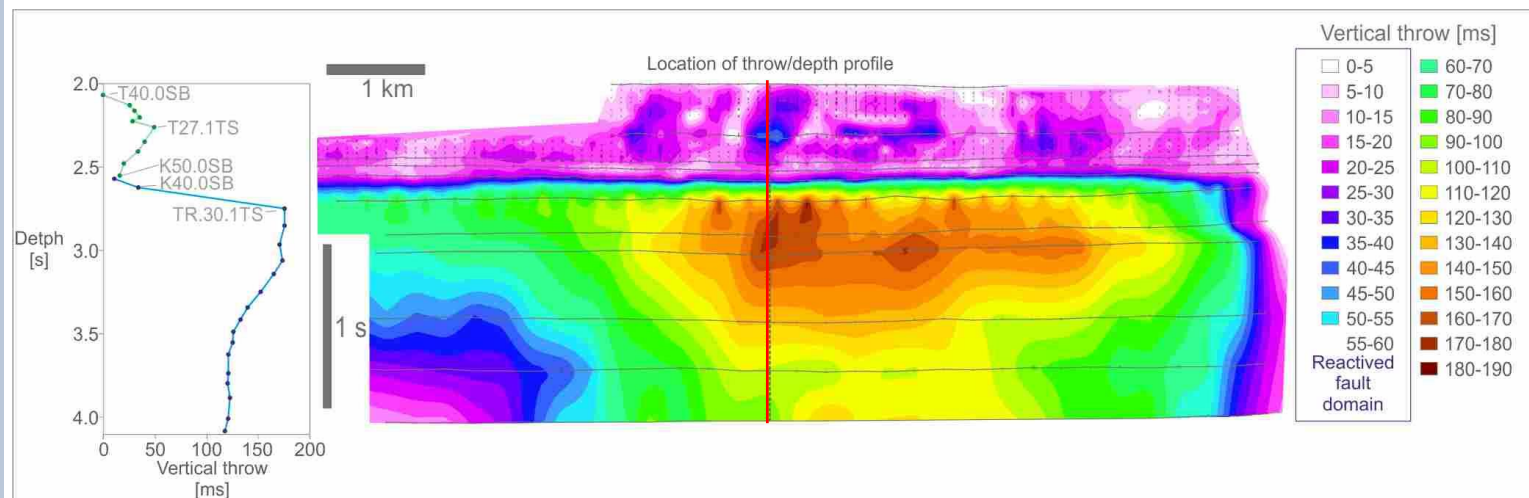 Location of throw/depth profile
1 km
1 s
2.0
2.5
3.0
3.5
4.0
Detph
[s]
T40.0SB
T27.1TS
K50.0SB
K40.0SB
TR.30.1TS
0
50
100
150
200
Vertical throw
[ms]
Vertical throw [ms]
0-5
5-10
10-15
15-20
20-25
25-30
30-35
35-40
40-45
45-50
50-55
55-60
Reactived
fault
domain
60-70
70-80
80-90
90-100
100-110
110-120
120-130
130-140
140-150
150-160
160-170
170-180
180-190